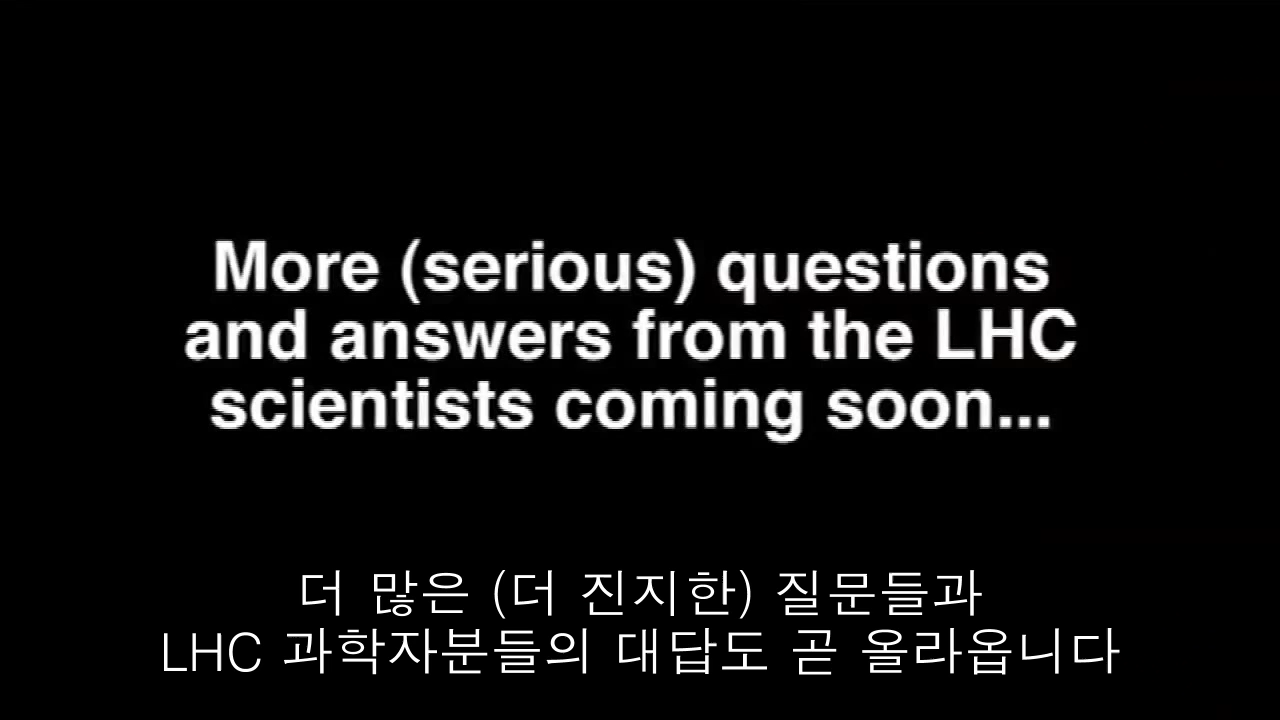 More (serious) questions
and answers from the LHC
scientists coming soon...
더 많은 (더 진지한) 질문들과
LHC 과학자분들의 대답도 곧 올라옵니다